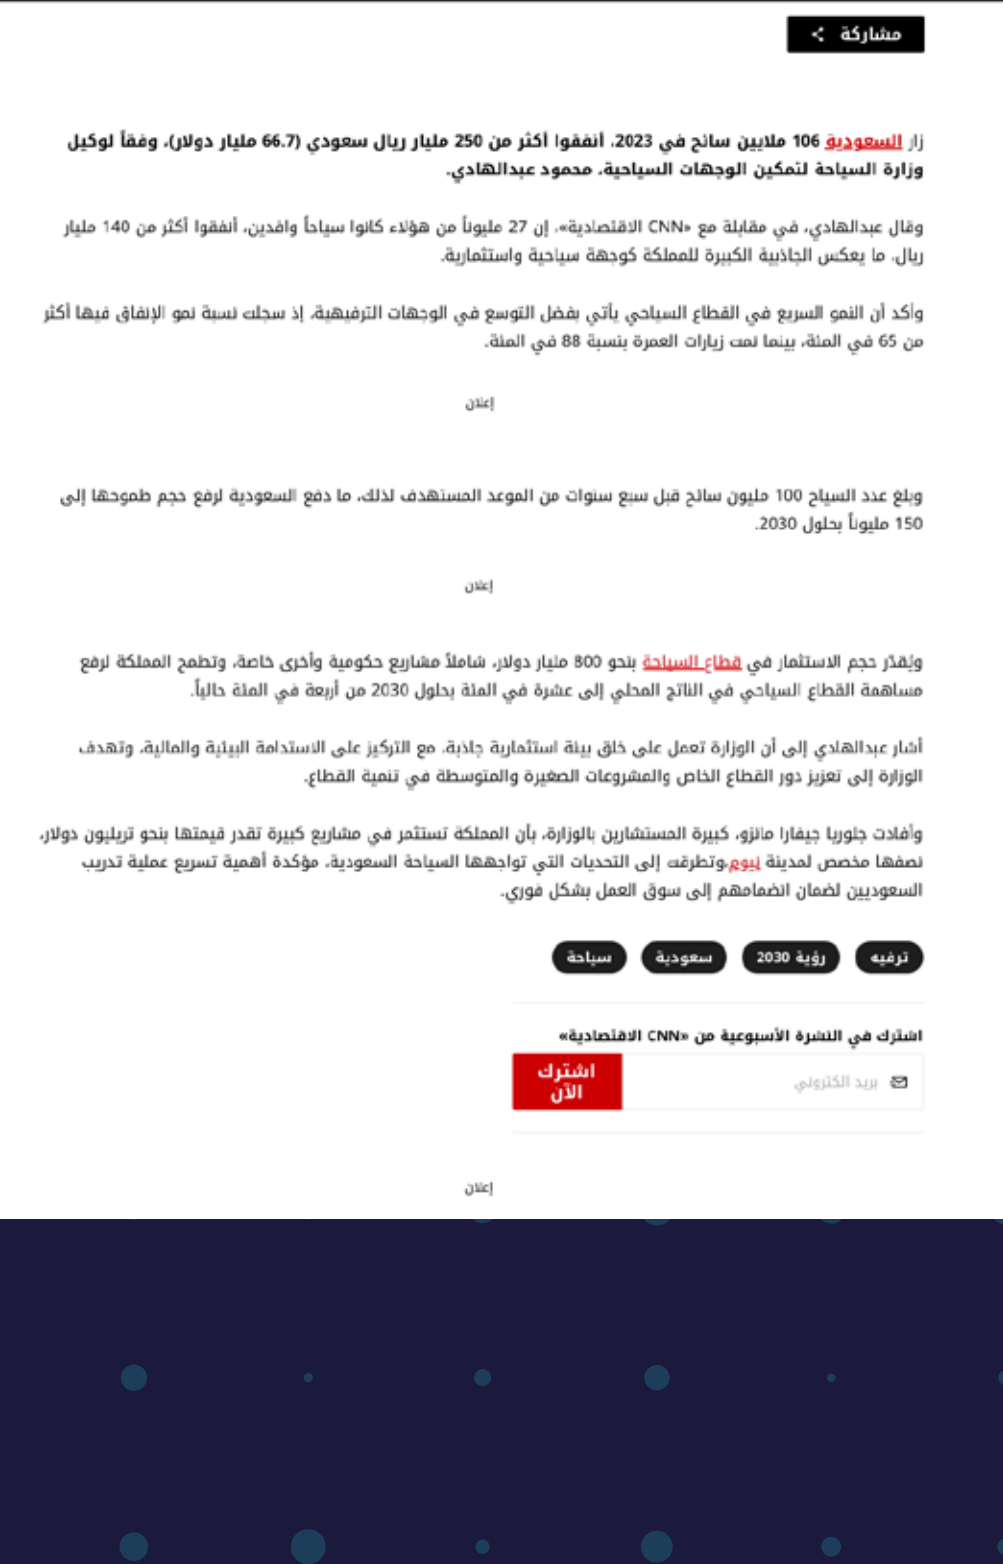 مشاركة
زار السعودية 106 ملايين سائح في 2023، أنفقوا أكثر من 250 مليار ريال سعودي (66.7 مليار دولار)، وفقاً لوكيل
وزارة السياحة لتمكين الوجهات السياحية، محمود عبدالهادي.
وقال عبدالهادي، في مقابلة مع «CNN الاقتصادية»، إن 27 مليوناً من هؤلاء كانوا سياحاً وافدين، أنفقوا أكثر من 140 مليار
ريال، ما يعكس الجاذبية الكبيرة للمملكة كوجهة سياحية واستثمارية.
وأكد أن النمو السريع في القطاع السياحي يأتي بفضل التوسع في الوجهات الترفيهية، إذ سجلت نسبة نمو الإنفاق فيها أكثر
من 65 في المئة، بينما نمت زيارات العمرة بنسبة 88 في المئة.
إعلان
وبلغ عدد السياح 100 مليون سائح قبل سبع سنوات من الموعد المستهدف لذلك، ما دفع السعودية لرفع حجم طموحها إلى
150 مليوناً بحلول 2030.
إعلان
ويُقدّر حجم الاستثمار في قطاع السياحة بنحو 800 مليار دولار، شاملاً مشاريع حكومية وأخرى خاصة، وتطمح المملكة لرفع
مساهمة القطاع السياحي في الناتج المحلي إلى عشرة في المئة بحلول 2030 من أربعة في المئة حالياً.
أشار عبدالهادي إلى أن الوزارة تعمل على خلق بيئة استثمارية جاذبة، مع التركيز على الاستدامة البيئية والمالية، وتهدف
الوزارة إلى تعزيز دور القطاع الخاص والمشروعات الصغيرة والمتوسطة في تنمية القطاع.
وأفادت جلوريا جيفارا مانزو، كبيرة المستشارين بالوزارة، بأن المملكة تستثمر في مشاريع كبيرة تقدر قيمتها بنحو تريليون دولار،
نصفها مخصص لمدينة نيوم،وتطرقت إلى التحديات التي تواجهها السياحة السعودية، مؤكدة أهمية تسريع عملية تدريب
السعوديين لضمان انضمامهم إلى سوق العمل بشكل فوري.
ترفيه رؤية 2030 سعودية سياحة
اشترك في النشرة الأسبوعية من «CNN الاقتصادية»
بريد الكتروني
اشترك
الآن
إعلان